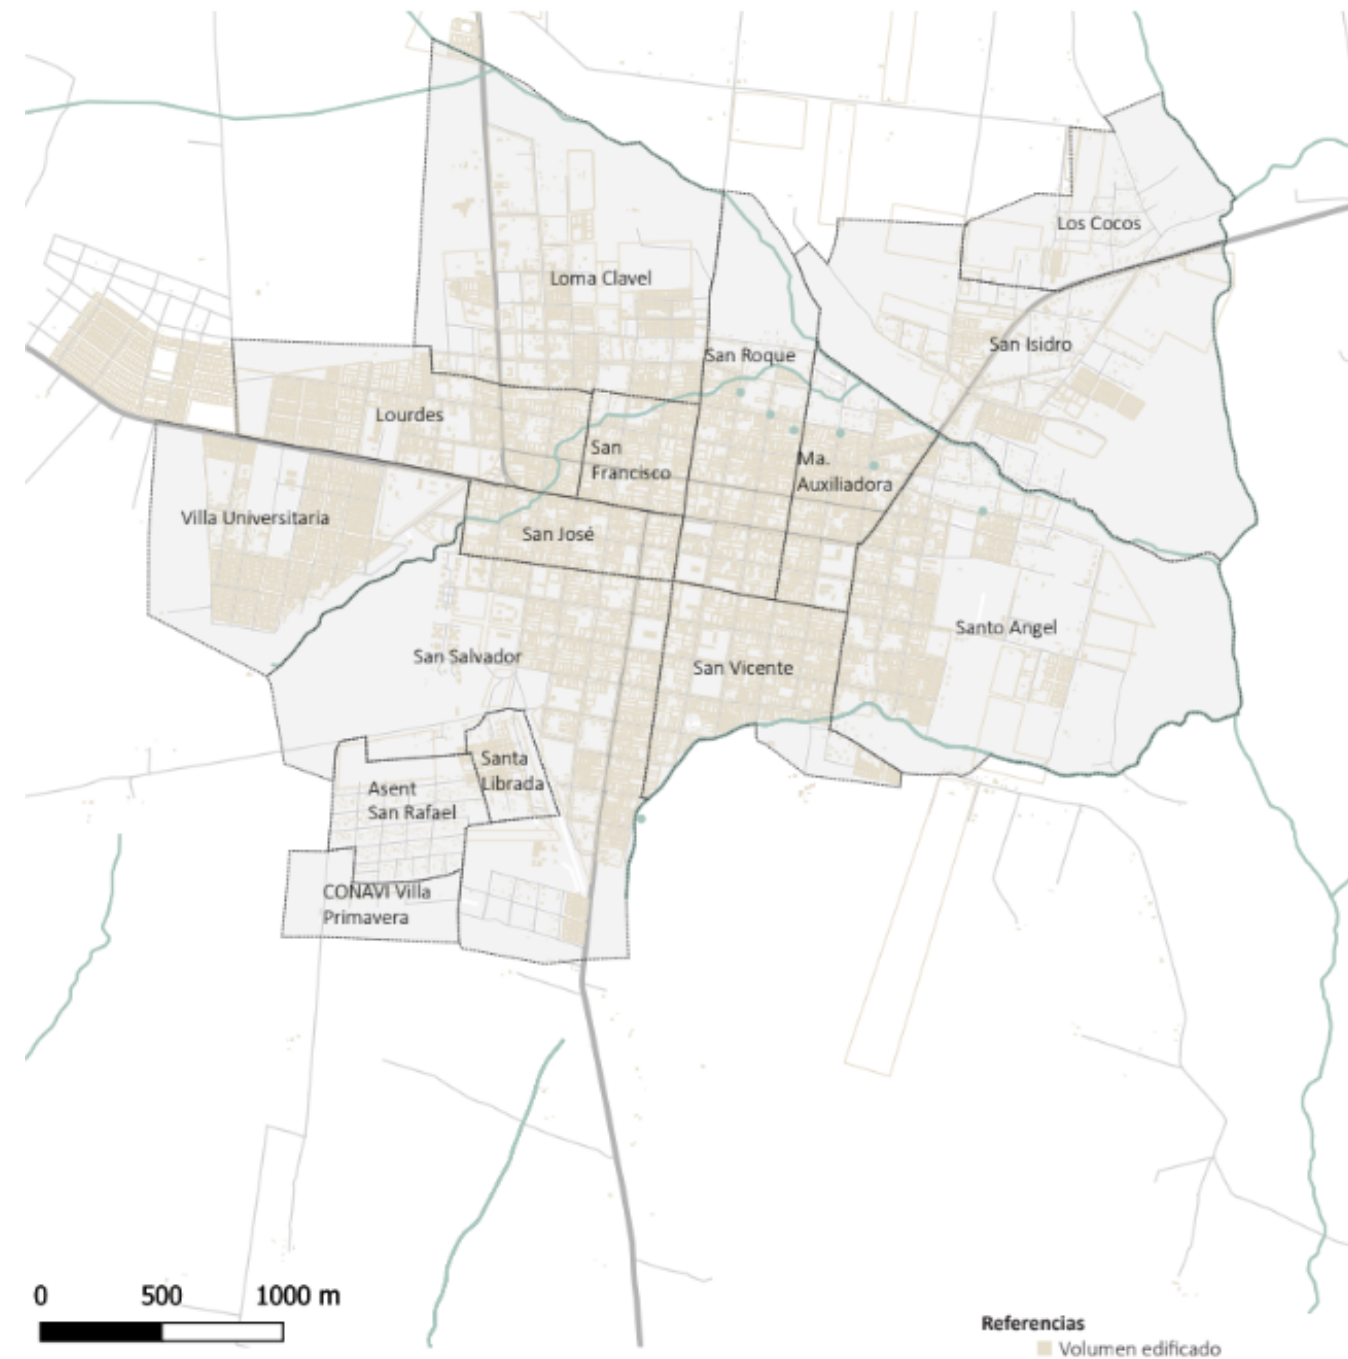 Los Cocos
Loma Clavel
San Isidro
San Roque
Lourdes
San
Francisco
Ma.
Auxiliadora
Villa Universitaria
San José
Santo Angel
San Salvador
San Vicente
Santa
Librada
Asent
San Rafael
CONAVI Villa
Primavera
0 500 1000 m
Referencias
Volumen edificado